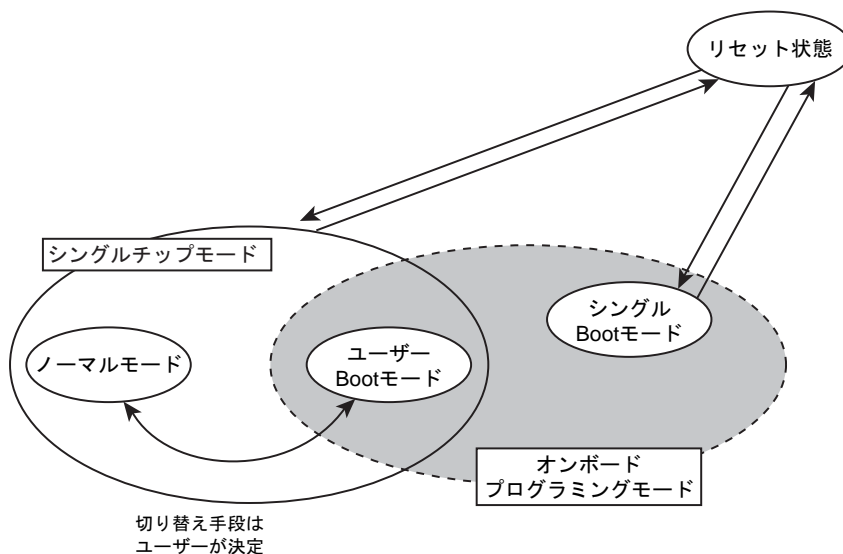 リセット状態
シングルチップモード
シングル
Bootモード
ノーマルモード
ユーザー
Bootモード
オンボード
プログラミングモード
切り替え手段は
ユーザーが決定